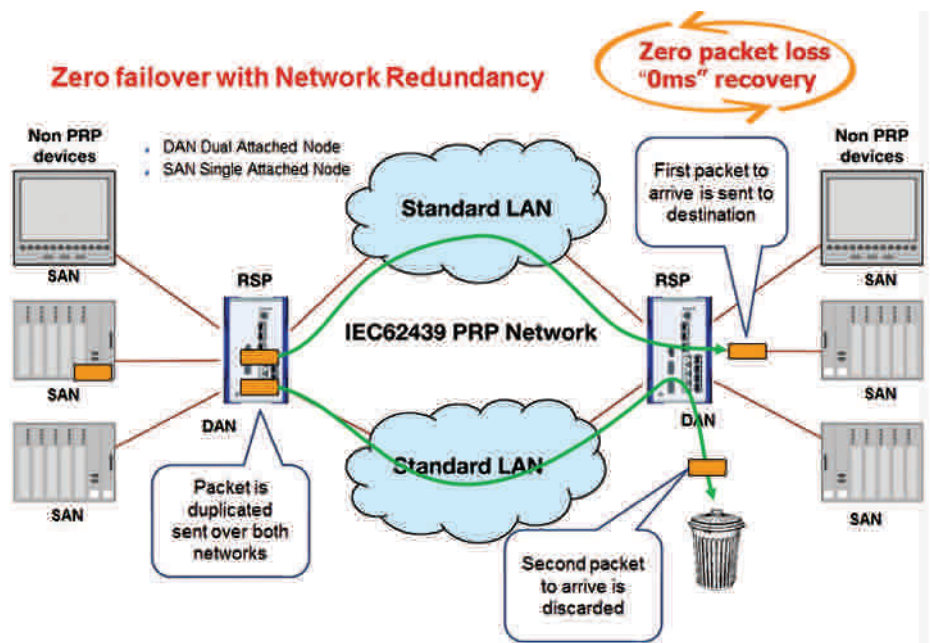 Zero failover with Network Redundancy
Zero packet loss
"0ms" recovery
Non PRP
devices
DAN Dual Attached Node
SAN Single Attached Node
Standard LAN
First packet to
arrive is sent to
destination
Non PRP
devices
SAN
RSP
RSP
SAN
IEC62439 PRP Network
SAN
DAN
DAN
SAN
Standard LAN
Packet is
duplicated
sent over both
networks
SAN
SAN
Second packet
to arrive is
discarded